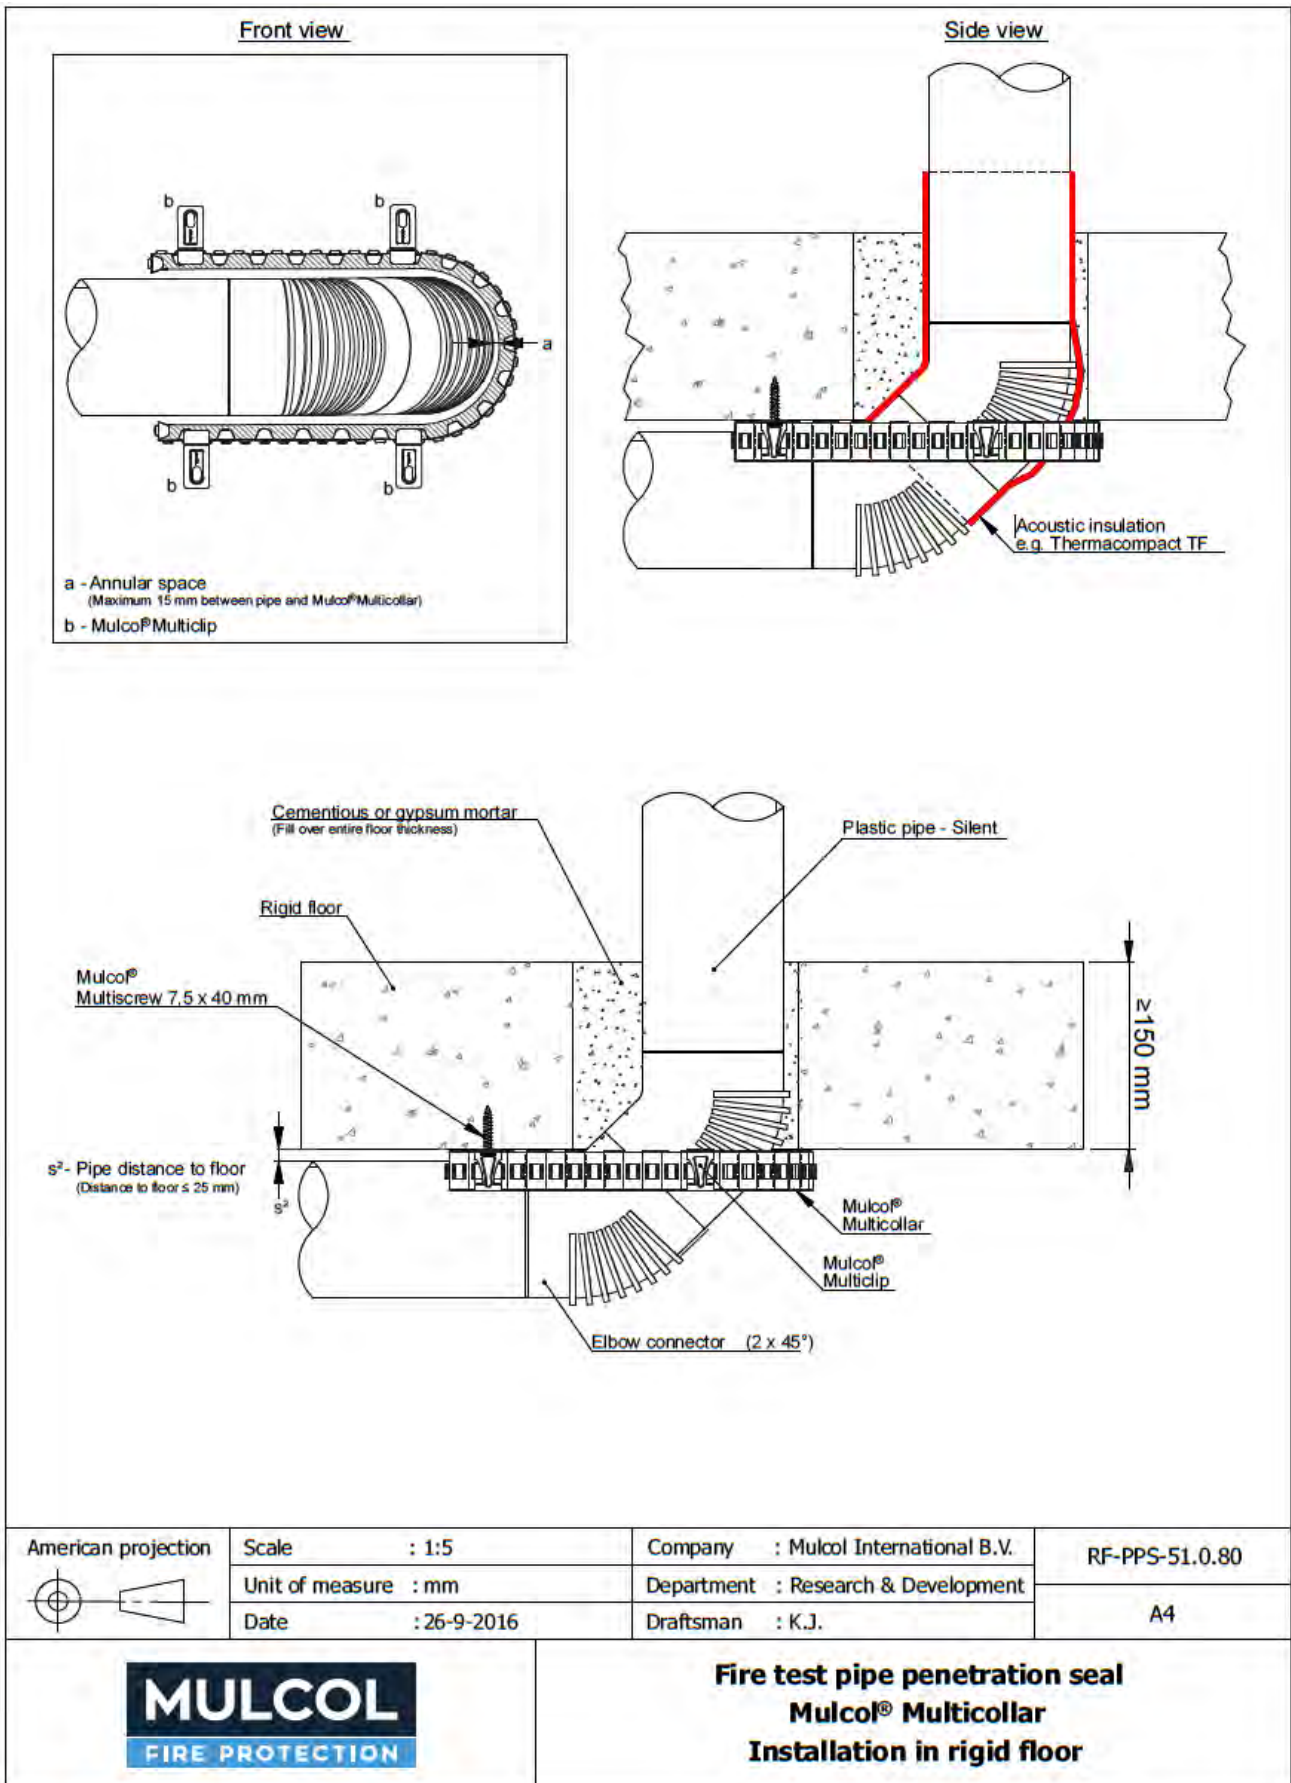 Front view
Side view
b
b
a
b
b
a - Annular space
(Maximum 15 mm between pipe and Mulcol® Multicollar)
b - Mulcol® Multiclip
Acoustic insulation
e.g. Thermacompact TF
Cementious or gypsum mortar
(Fill over entire floor thickness)
Plastic pipe - Silent
Rigid floor
Mulcol®
Multiscrew 7,5 x 40 mm
≥150 mm
s²- Pipe distance to floor
(Distance to floor ≤ 25 mm)
s²
Mulcol®
Multicollar
Mulcol®
Multiclip
Elbow connector (2 x 45°)
American projection
Scale : 1:5
Unit of measure : mm
Date : 26-9-2016
Company : Mulcol International B.V.
Department : Research & Development
Draftsman : K.J.
RF-PPS-51.0.80
A4
MULCOL
FIRE PROTECTION
Fire test pipe penetration seal
Mulcol® Multicollar
Installation in rigid floor